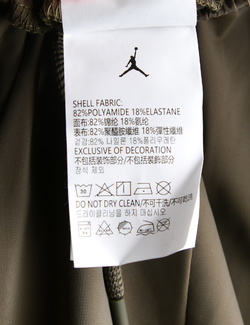 SHELL FABRIC:
82%POLYAMIDE 18%ELASTANE
面布:82%锦纶 18%氨纶
表布:82%聚醯胺纖維 18%彈性纖維
겉감:82% 나일론 18% 폴리우레탄
EXCLUSIVE OF DECORATION
不包括装饰部分/不包括裝飾部分
장식 제외
DO NOT DRY CLEAN/不可干洗/不可乾洗/
드라이클리닝을 하지 마십시오